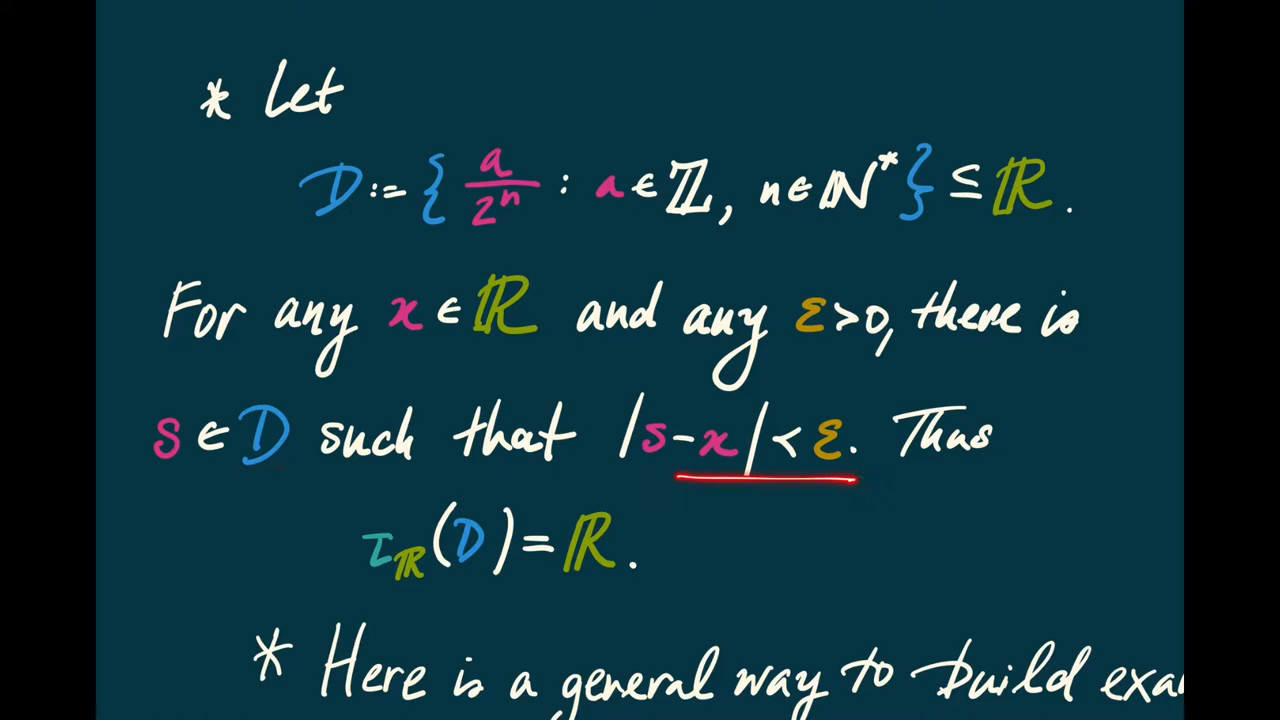 * Let
D := { a/2ⁿ : a ∈ ℤ, n ∈ ℕ* } ≤ ℝ.
For any x ∈ ℝ and any ε > 0, there is
s ∈ D such that |s - x| < ε. Thus
τ_ℝ(D) = ℝ.
* Here is a general way to build exa